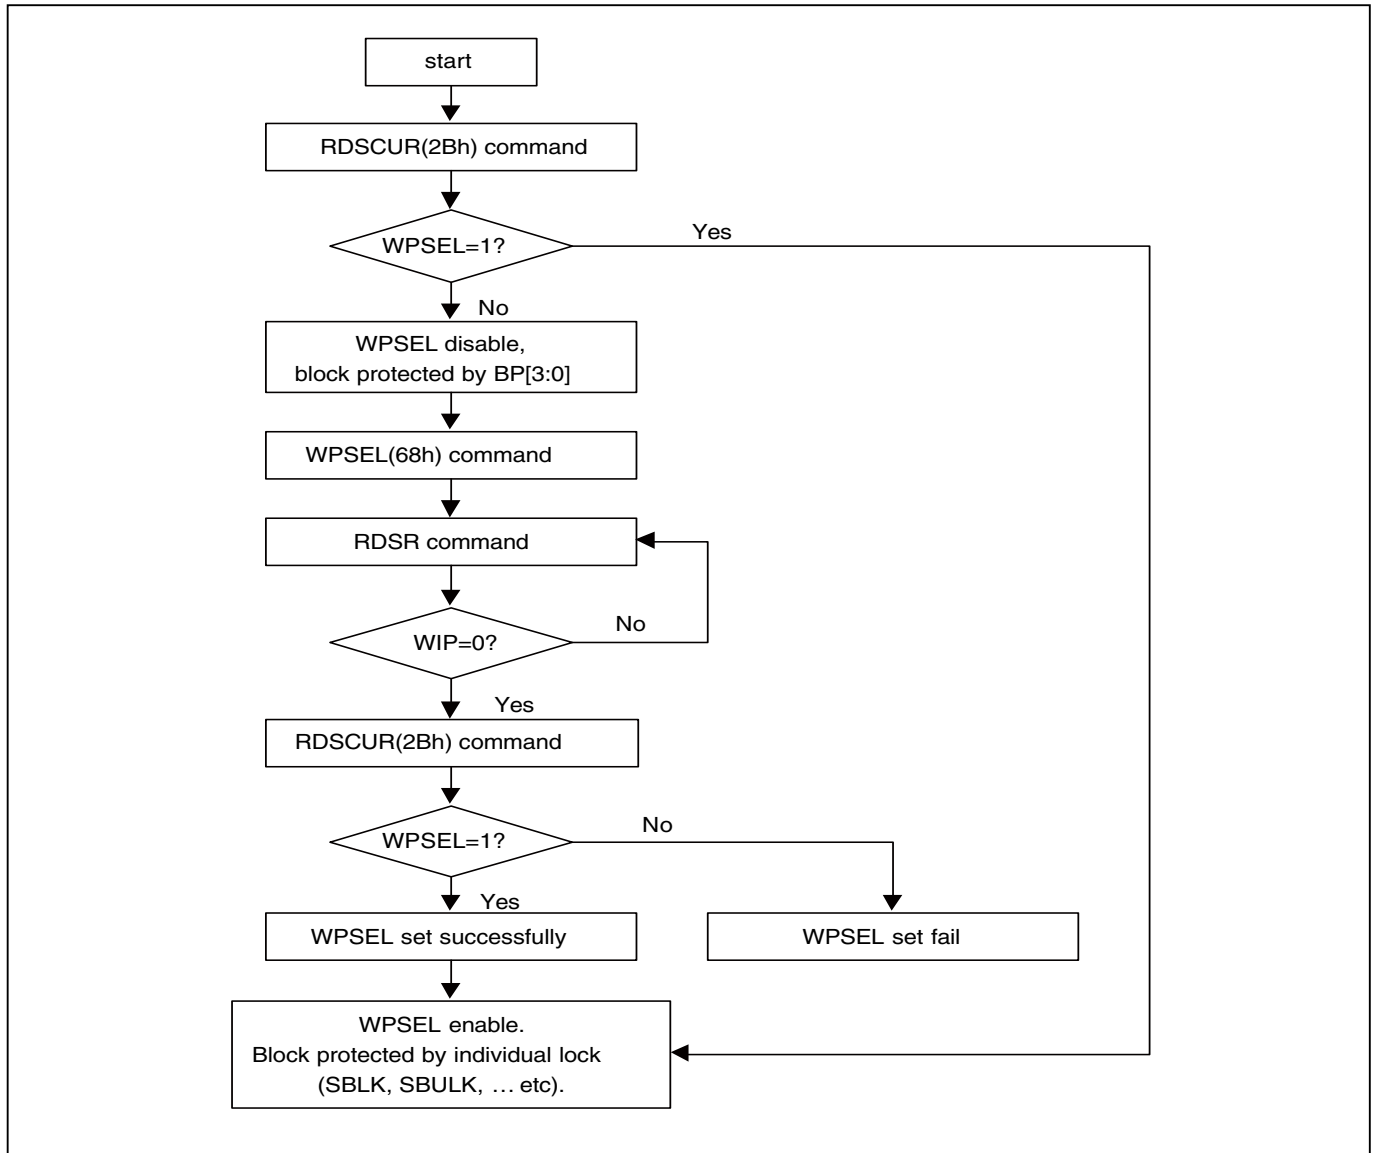 start
RDSCUR(2Bh) command
WPSEL=1?
Yes
No
WPSEL disable,
block protected by BP[3:0]
WPSEL(68h) command
RDSR command
WIP=0?
No
Yes
RDSCUR(2Bh) command
WPSEL=1?
No
Yes
WPSEL set successfully
WPSEL set fail
WPSEL enable.
Block protected by individual lock
(SBLK, SBULK, … etc).